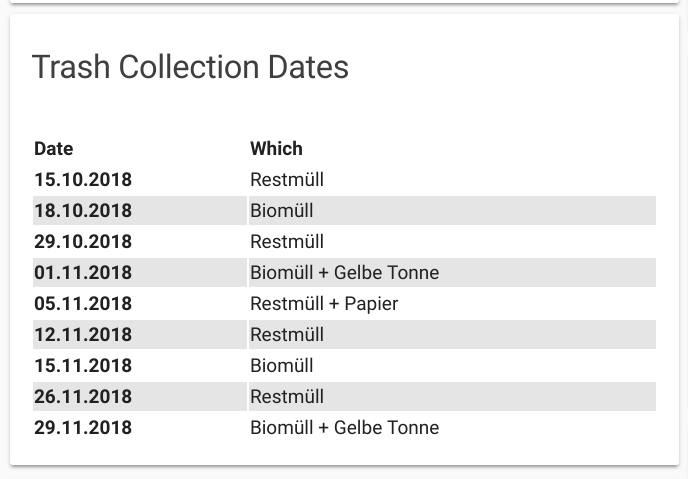 Trash Collection Dates
Date Which
15.10.2018 Restmüll
18.10.2018 Biomüll
29.10.2018 Restmüll
01.11.2018 Biomüll + Gelbe Tonne
05.11.2018 Restmüll + Papier
12.11.2018 Restmüll
15.11.2018 Biomüll
26.11.2018 Restmüll
29.11.2018 Biomüll + Gelbe Tonne